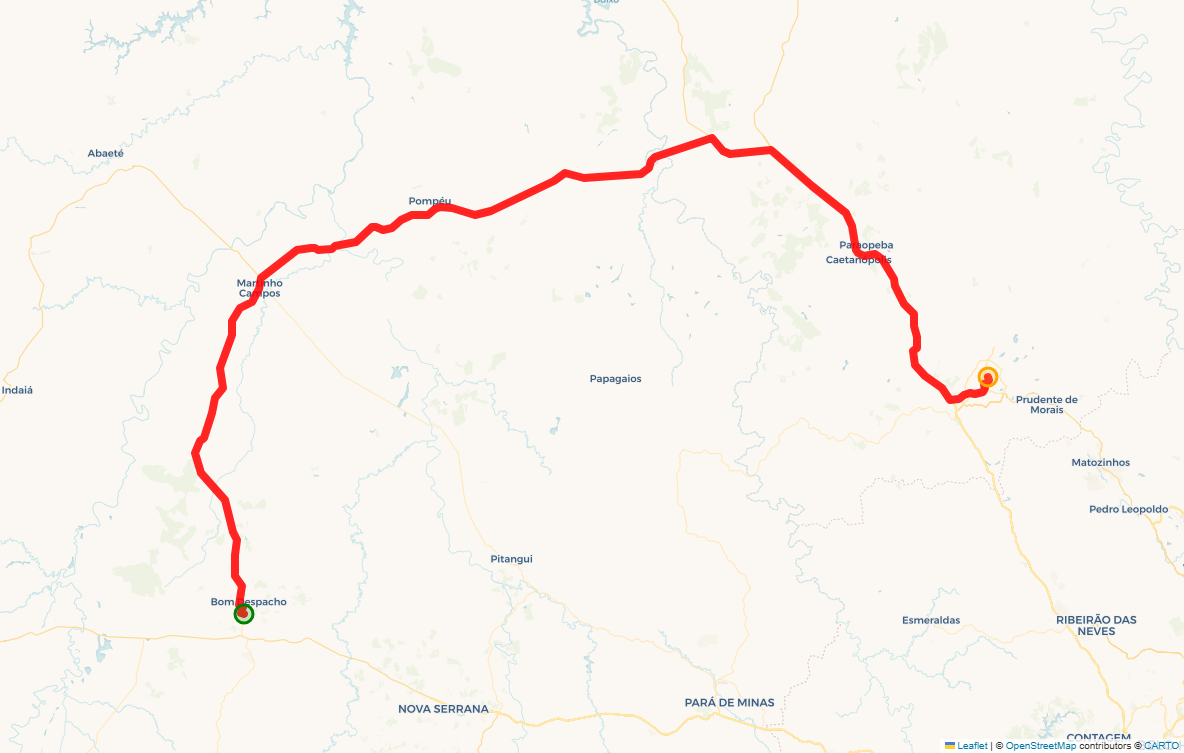 Abaeté
Pompéu
Paraopeba
Caetanópolis
Martinho
Campos
Papagaios
Indaiá
Prudente de
Morais
Matozinhos
Pedro Leopoldo
Pitangui
Bom Despacho
Esmeraldas
RIBEIRÃO DAS
NEVES
PARÁ DE MINAS
NOVA SERRANA
CONTAGEM
Leaflet | © OpenStreetMap contributors © CARTO